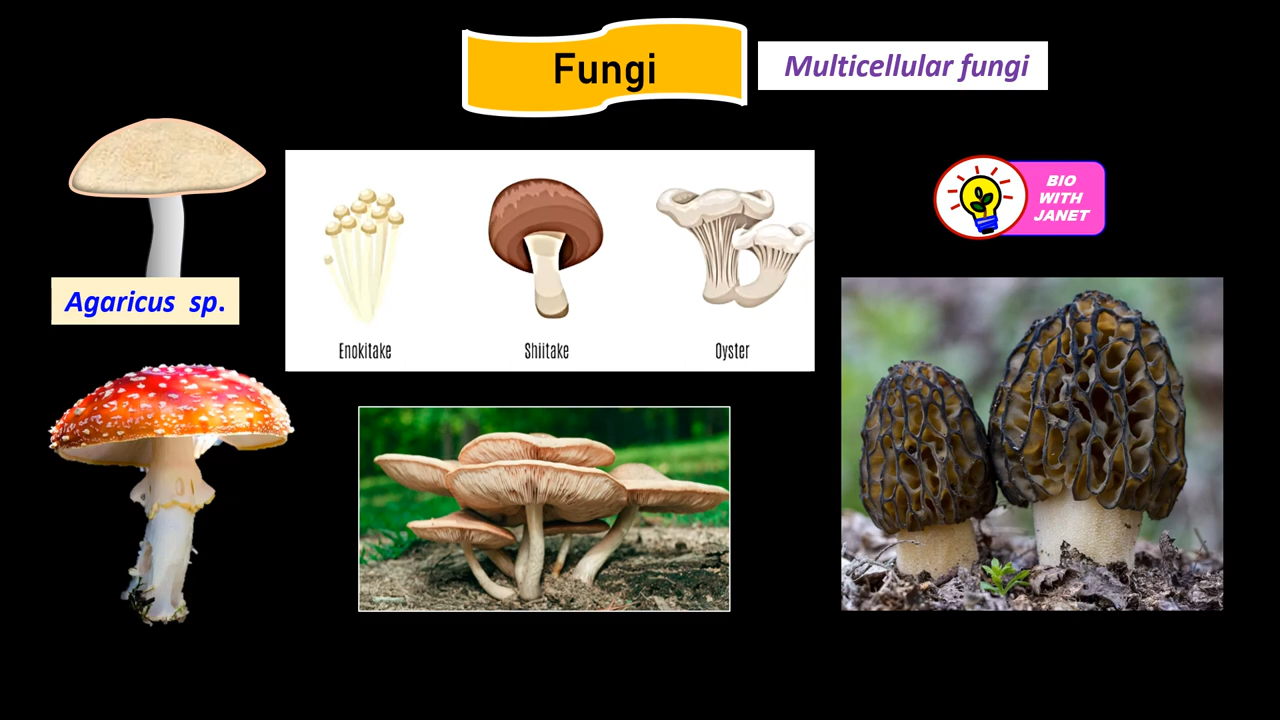 Fungi
Multicellular fungi
BIO
WITH
JANET
Agaricus sp.
Enokitake
Shiitake
Oyster